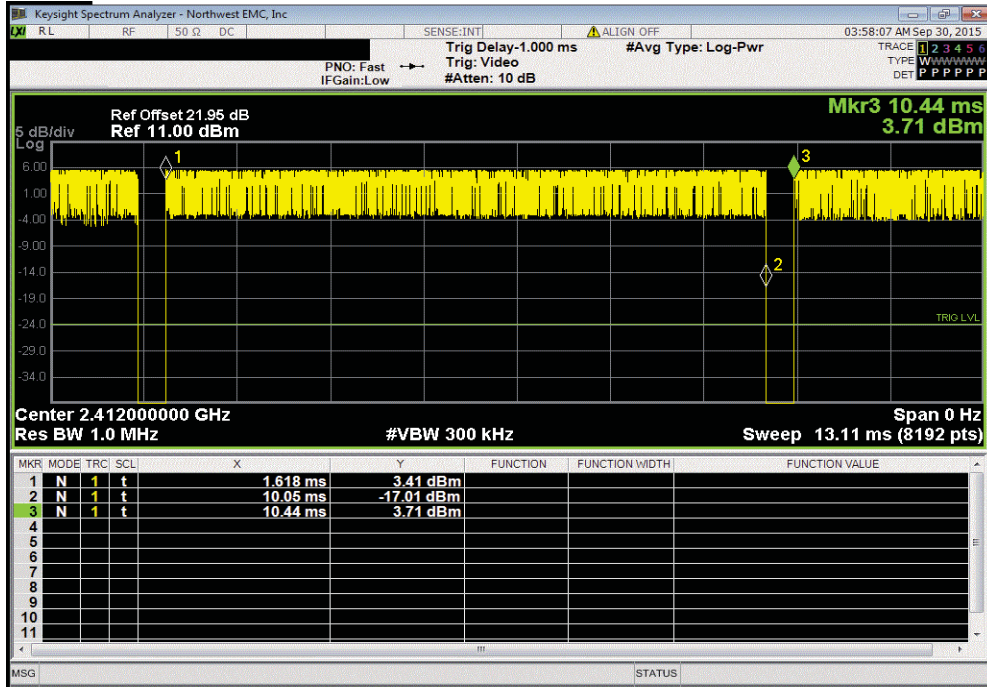 Keysight Spectrum Analyzer - Northwest EMC, Inc
LXI RL RF 50 Ω DC SENSE:INT ALIGN OFF 03:58:07 AM Sep 30, 2015
Trig Delay-1.000 ms #Avg Type: Log-Pwr TRACE 1 2 3 4 5 6
PNO: Fast Trig: Video TYPE WWWWWW
IFGain:Low #Atten: 10 dB DET P P P P P P
Mkr3 10.44 ms
3.71 dBm
Ref Offset 21.95 dB
5 dB/div Ref 11.00 dBm
Log
1
3
6.00
1.00
-4.00
-9.00
2
-14.0
-19.0
-24.0
TRIG LVL
-29.0
-34.0
Center 2.412000000 GHz Span 0 Hz
Res BW 1.0 MHz #VBW 300 kHz Sweep 13.11 ms (8192 pts)
MKR MODE TRC SCL X Y FUNCTION FUNCTION WIDTH FUNCTION VALUE
1 N 1 t 1.618 ms 3.41 dBm
2 N 1 t 10.05 ms -17.01 dBm
3 N 1 t 10.44 ms 3.71 dBm
4
5
6
7
8
9
10
11
MSG STATUS